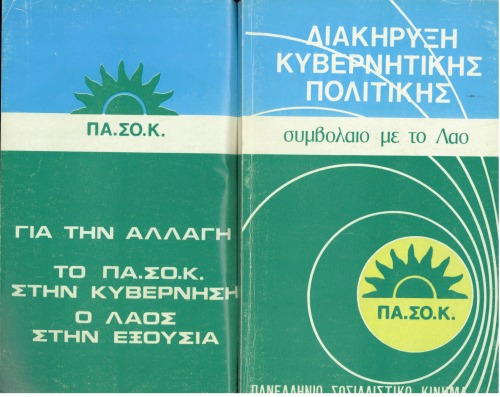 ΠΑ.ΣΟ.Κ.
ΓΙΑ ΤΗΝ ΑΛΛΑΓΗ
ΤΟ ΠΑ.ΣΟ.Κ.
ΣΤΗΝ ΚΥΒΕΡΝΗΣΗ
Ο ΛΑΟΣ
ΣΤΗΝ ΕΞΟΥΣΙΑ
ΔΙΑΚΗΡΥΞΗ
ΚΥΒΕΡΝΗΤΙΚΗΣ
ΠΟΛΙΤΙΚΗΣ
συμβολαιο με το Λαο
ΠΑ.ΣΟ.Κ.
ΠΑΝΕΛΛΗΝΙΟ ΣΟΣΙΑΛΙΣΤΙΚΟ ΚΙΝΗΜΑ